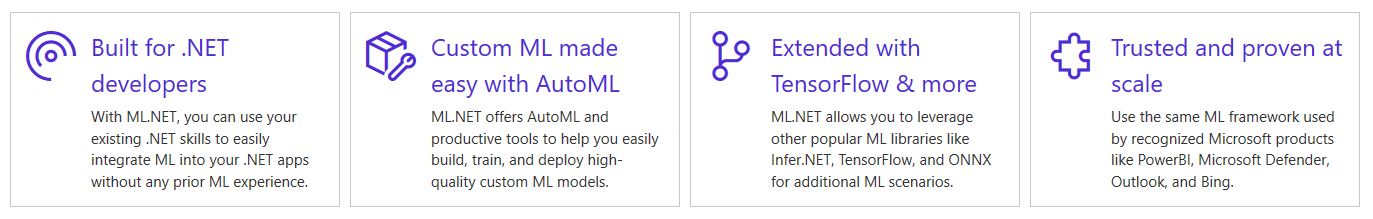 Built for .NET
developers
With ML.NET, you can use your
existing .NET skills to easily
integrate ML into your .NET apps
without any prior ML experience.
Custom ML made
easy with AutoML
ML.NET offers AutoML and
productive tools to help you easily
build, train, and deploy high-
quality custom ML models.
Extended with
TensorFlow & more
ML.NET allows you to leverage
other popular ML libraries like
Infer.NET, TensorFlow, and ONNX
for additional ML scenarios.
Trusted and proven at
scale
Use the same ML framework used
by recognized Microsoft products
like PowerBI, Microsoft Defender,
Outlook, and Bing.